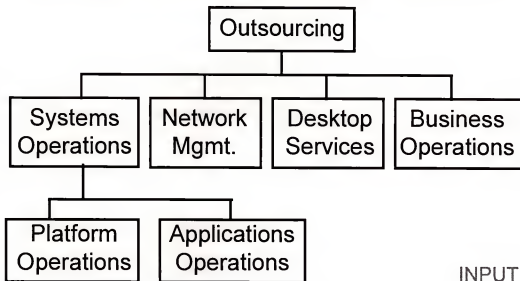 Outsourcing
Systems
Operations
Network
Mgmt.
Desktop
Services
Business
Operations
Platform
Operations
Applications
Operations
INPUT